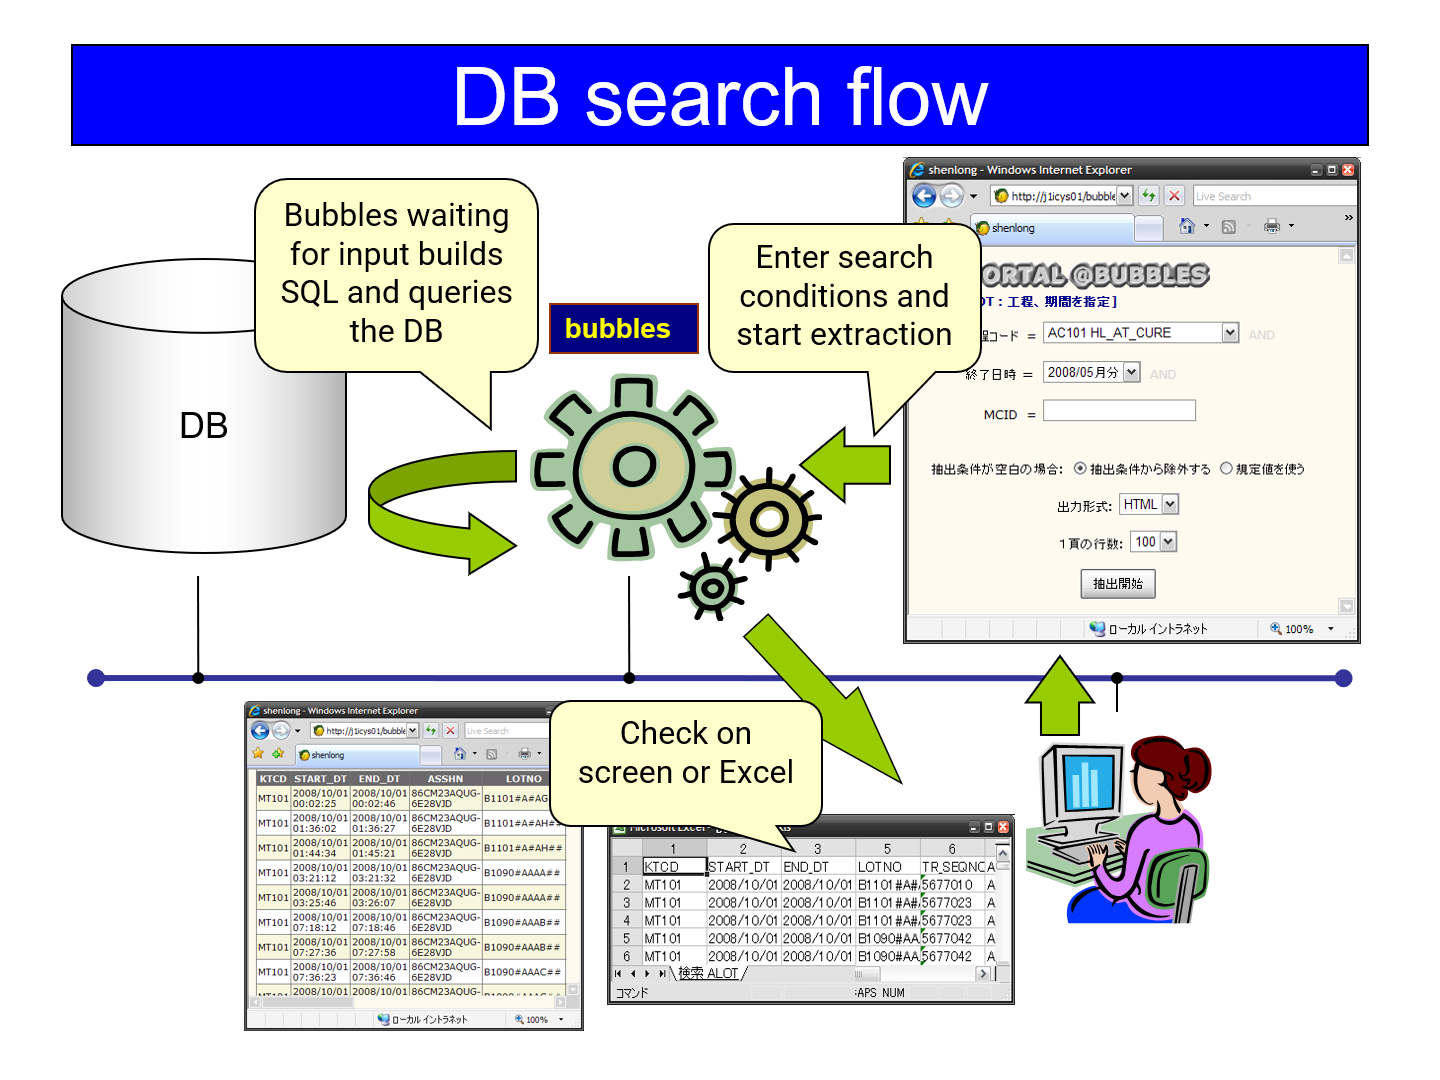 DB search flow
Bubbles waiting
for input builds
SQL and queries
the DB
DB
bubbles
Enter search
conditions and
start extraction
shenlong - Windows Internet Explorer
http://j1icys01/bubble
Live Search
shenlong
ORTAL @BUBBLES
OT : 工程、期間を指定 ]
程コード = AC101 HL_AT_CURE AND
終了日時 = 2008/05月分 AND
MCID =
抽出条件が空白の場合: 抽出条件から除外する 規定値を使う
出力形式: HTML
1頁の行数: 100
抽出開始
ローカル イントラネット 100%
Check on
screen or Excel
shenlong - Windows Internet Explorer
http://j1icys01/bubble
Live Search
shenlong
KTCD START_DT END_DT ASSHN LOTNO
MT101 2008/10/01 00:02:25 2008/10/01 00:02:46 86CM23AQUG-6E28VJD B1101#A#AG
MT101 2008/10/01 01:36:02 2008/10/01 01:36:27 86CM23AQUG-6E28VJD B1101#A#AH##
MT101 2008/10/01 01:44:34 2008/10/01 01:45:21 86CM23AQUG-6E28VJD B1101#A#AH##
MT101 2008/10/01 03:21:12 2008/10/01 03:21:32 86CM23AQUG-6E28VJD B1090#AAAA##
MT101 2008/10/01 03:25:46 2008/10/01 03:26:07 86CM23AQUG-6E28VJD B1090#AAAA##
MT101 2008/10/01 07:18:12 2008/10/01 07:18:46 86CM23AQUG-6E28VJD B1090#AAAB##
MT101 2008/10/01 07:27:36 2008/10/01 07:27:58 86CM23AQUG-6E28VJD B1090#AAAB##
MT101 2008/10/01 07:36:23 2008/10/01 07:36:46 86CM23AQUG-6E28VJD B1090#AAAC##
2008/10/01 2008/10/01 86CM23AQUG-
ローカル イントラネット 100%
Microsoft Excel -
1 2 3 5 6
1 KTCD START_DT END_DT LOTNO TR_SEQNO A
2 MT101 2008/10/01 2008/10/01 B1101#A#, 5677010 A
3 MT101 2008/10/01 2008/10/01 B1101#A#, 5677023 A
4 MT101 2008/10/01 2008/10/01 B1101#A#, 5677023 A
5 MT101 2008/10/01 2008/10/01 B1090#AA 5677042 A
6 MT101 2008/10/01 2008/10/01 B1090#AA 5677042 A
検索 ALOT
コマンド APS NUM